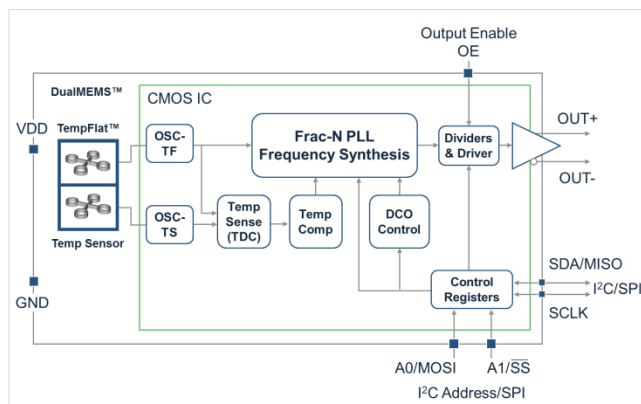 Output Enable
OE
DualMEMS™
CMOS IC
VDD
TempFlat™
OSC-
TF
Frac-N PLL
Frequency Synthesis
Dividers
& Driver
OUT+
OUT-
OSC-
TS
Temp
Sense
(TDC)
Temp
Comp
DCO
Control
Temp Sensor
GND
Control
Registers
SDA/MISO
I²C/SPI
SCLK
A0/MOSI
A1/S̅S̅
I²C Address/SPI